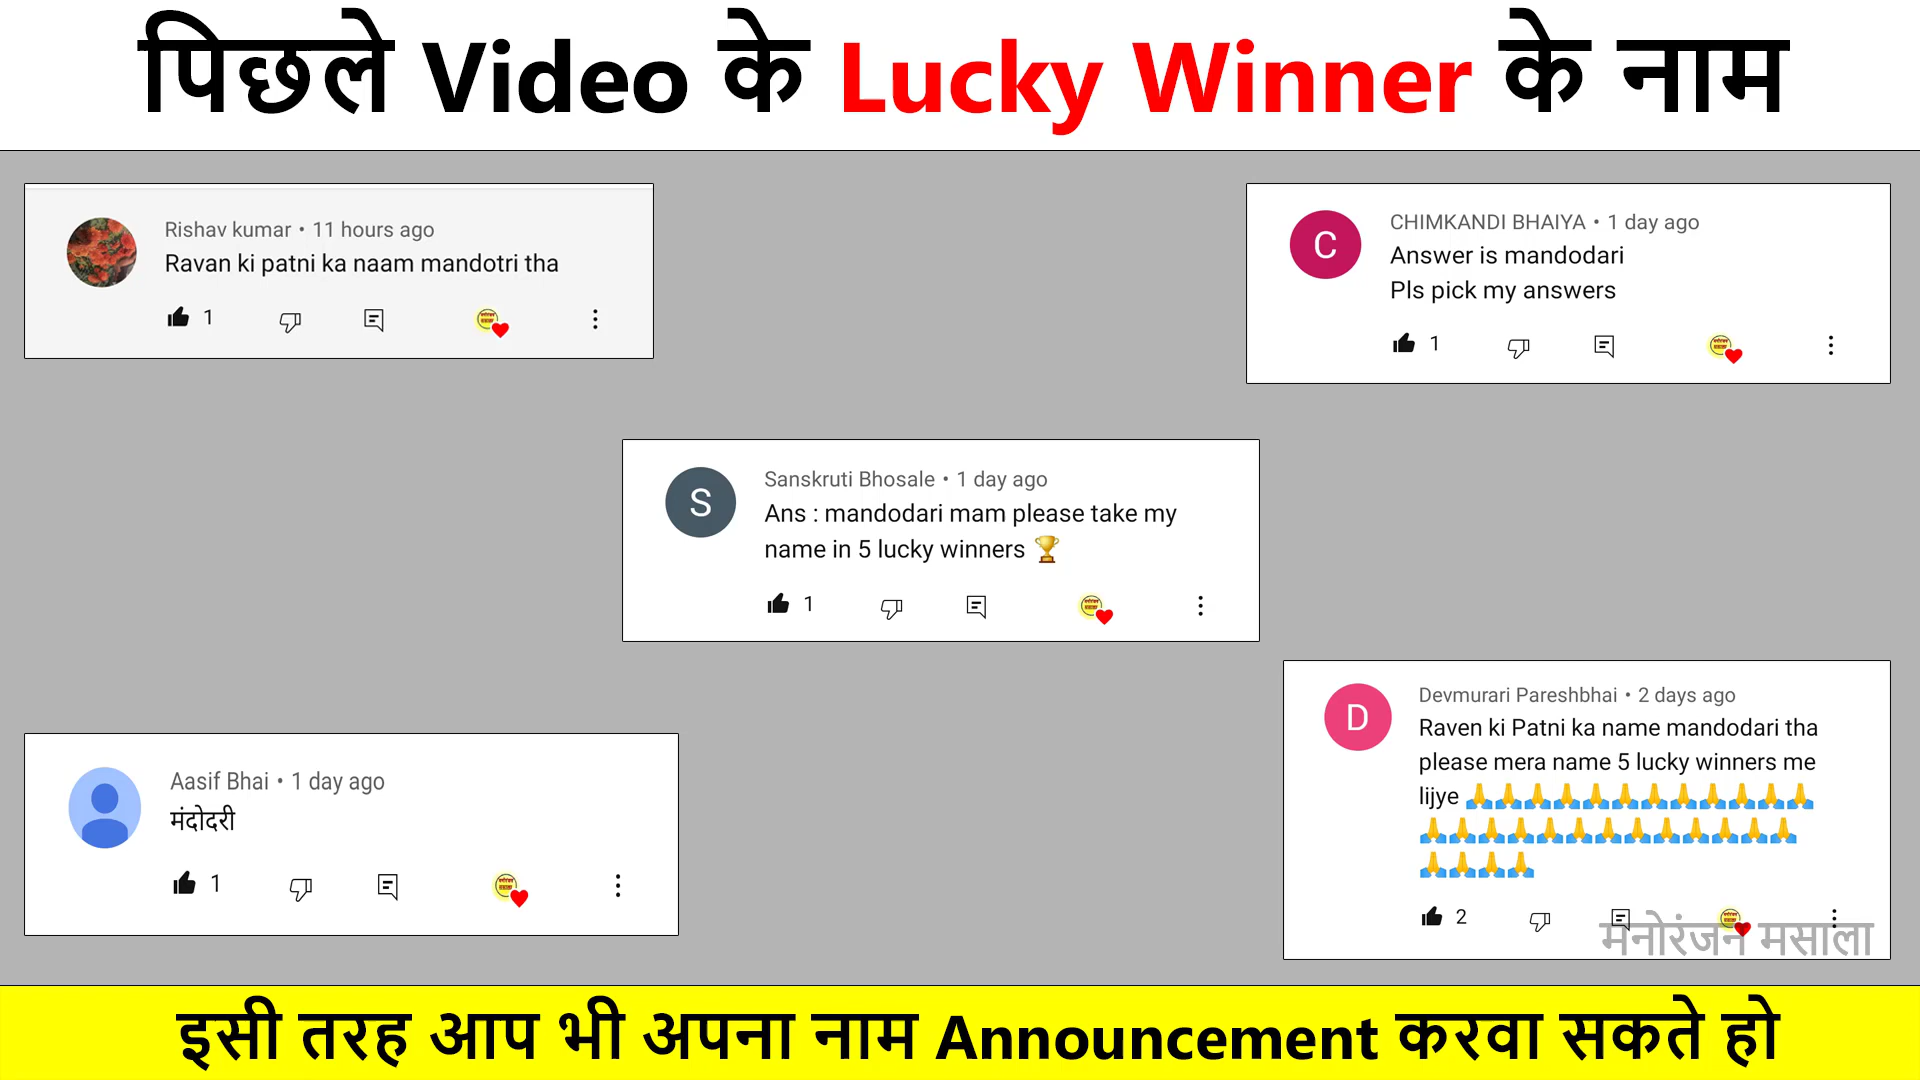 पिछले Video के Lucky Winner के नाम
Rishav kumar • 11 hours ago
Ravan ki patni ka naam mandotri tha
1
C
CHIMKANDI BHAIYA • 1 day ago
Answer is mandodari
Pls pick my answers
1
S
Sanskruti Bhosale • 1 day ago
Ans : mandodari mam please take my
name in 5 lucky winners 🏆
1
Aasif Bhai • 1 day ago
मंदोदरी
1
D
Devmurari Pareshbhai • 2 days ago
Raven ki Patni ka name mandodari tha
please mera name 5 lucky winners me
lijye 🙏🙏🙏🙏🙏🙏🙏🙏🙏🙏🙏🙏
🙏🙏🙏🙏🙏🙏🙏🙏🙏🙏🙏🙏🙏
🙏🙏🙏🙏
2
मनोरंजन मसाला
इसी तरह आप भी अपना नाम Announcement करवा सकते हो